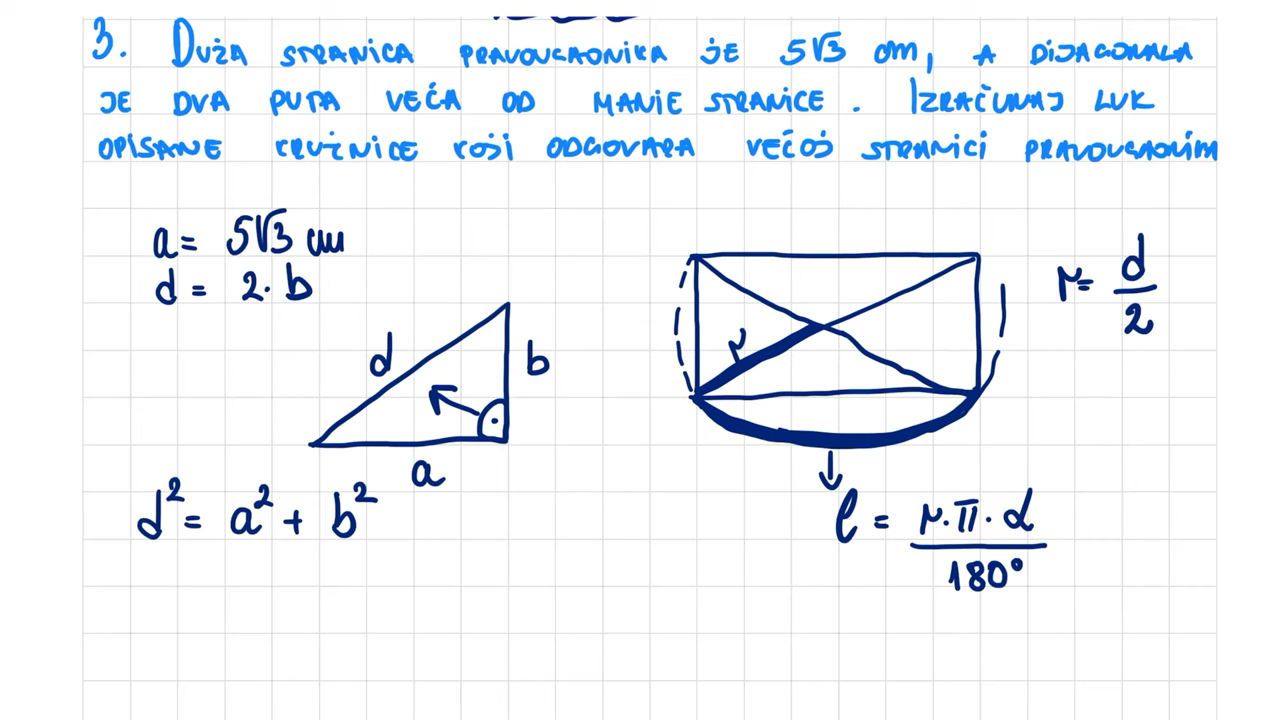 3. DUŽA STRANICA PRAVOUGAONIKA JE 5√3 cm, A DIJAGONALA
JE DVA PUTA VEĆA OD MANJE STRANICE. IZRAČUNAJ LUK
OPISANE KRUŽNICE KOJI ODGOVARA VEĆOJ STRANICI PRAVOUGAONIKA
a = 5√3 cm
d = 2·b
d
b
a
d² = a² + b²
r
r = d/2
l = r·π·α/180°